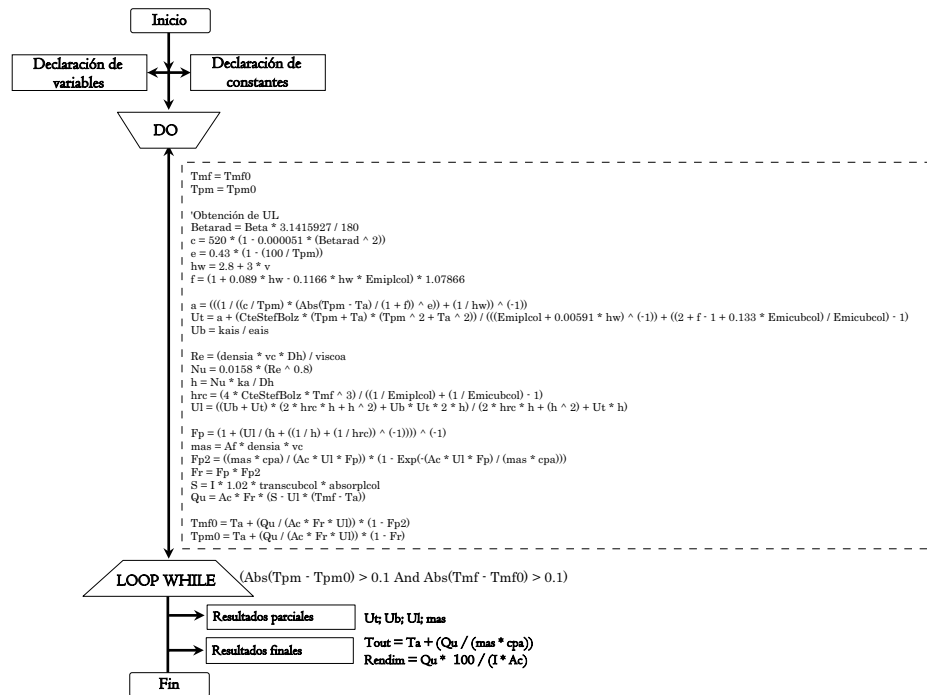 Inicio
Declaración de
variables
Declaración de
constantes
DO
Tmf = Tmf0
Tpm = Tpm0
'Obtención de UL
Betarad = Beta * 3.1415927 / 180
c = 520 * (1 - 0.000051 * (Betarad ^ 2))
e = 0.43 * (1 - (100 / Tpm))
hw = 2.8 + 3 * v
f = (1 + 0.089 * hw - 0.1166 * hw * Emiplcol) * 1.07866
a = (((1 / ((c / Tpm) * (Abs(Tpm - Ta) / (1 + f)) ^ e)) + (1 / hw)) ^ (-1))
Ut = a + (CteStefBolz * (Tpm + Ta) * (Tpm ^ 2 + Ta ^ 2)) / (((Emiplcol + 0.00591 * hw) ^ (-1)) + ((2 + f - 1 + 0.133 * Emicubcol) / Emicubcol) - 1)
Ub = kais / eais
Re = (densia * vc * Dh) / viscoa
Nu = 0.0158 * (Re ^ 0.8)
h = Nu * ka / Dh
hrc = (4 * CteStefBolz * Tmf ^ 3) / ((1 / Emiplcol) + (1 / Emicubcol) - 1)
Ul = ((Ub + Ut) * (2 * hrc * h + h ^ 2) + Ub * Ut * 2 * h) / (2 * hrc * h + (h ^ 2) + Ut * h)
Fp = (1 + (Ul / (h + ((1 / h) + (1 / hrc)) ^ (-1)))) ^ (-1)
mas = Af * densia * vc
Fp2 = ((mas * cpa) / (Ac * Ul * Fp)) * (1 - Exp(-(Ac * Ul * Fp) / (mas * cpa)))
Fr = Fp * Fp2
S = I * 1.02 * transcubcol * absorplcol
Qu = Ac * Fr * (S - Ul * (Tmf - Ta))
Tmf0 = Ta + (Qu / (Ac * Fr * Ul)) * (1 - Fp2)
Tpm0 = Ta + (Qu / (Ac * Fr * Ul)) * (1 - Fr)
LOOP WHILE (Abs(Tpm - Tpm0) > 0.1 And Abs(Tmf - Tmf0) > 0.1)
Resultados parciales Ut; Ub; Ul; mas
Resultados finales
Tout = Ta + (Qu / (mas * cpa))
Rendim = Qu * 100 / (I * Ac)
Fin